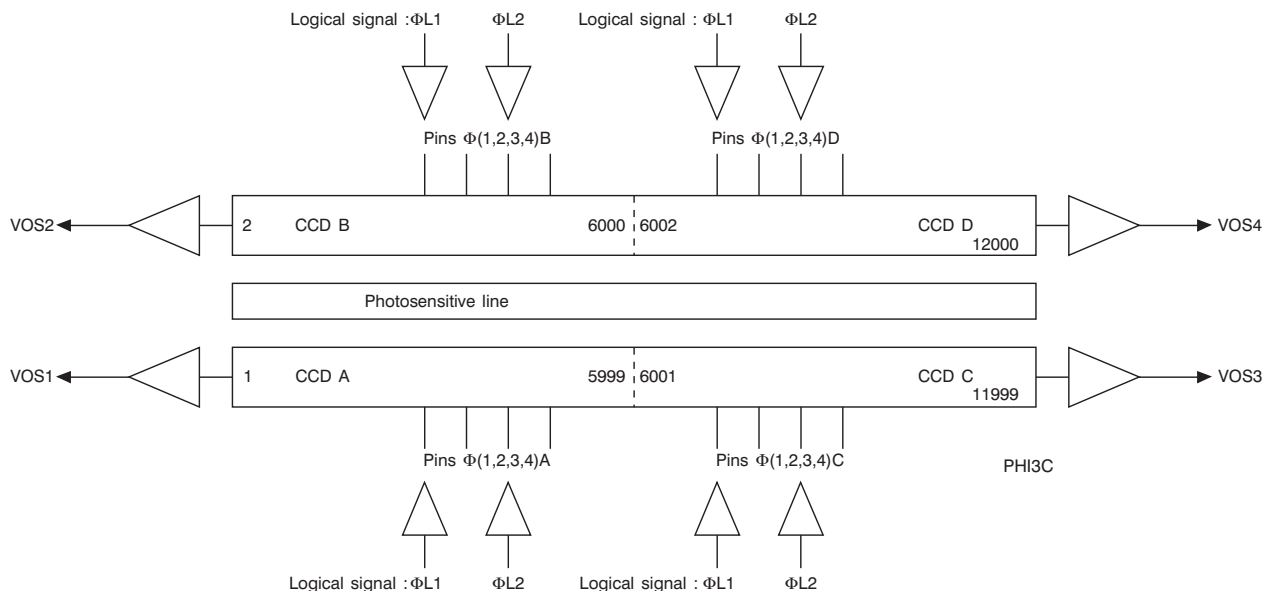 Logical signal : ΦL1 ΦL2 Logical signal : ΦL1 ΦL2
Pins Φ(1,2,3,4)B Pins Φ(1,2,3,4)D
VOS2 2 CCD B 6000 6002 CCD D 12000 VOS4
Photosensitive line
VOS1 1 CCD A 5999 6001 CCD C 11999 VOS3
Pins Φ(1,2,3,4)A Pins Φ(1,2,3,4)C PHI3C
Logical signal : ΦL1 ΦL2 Logical signal : ΦL1 ΦL2